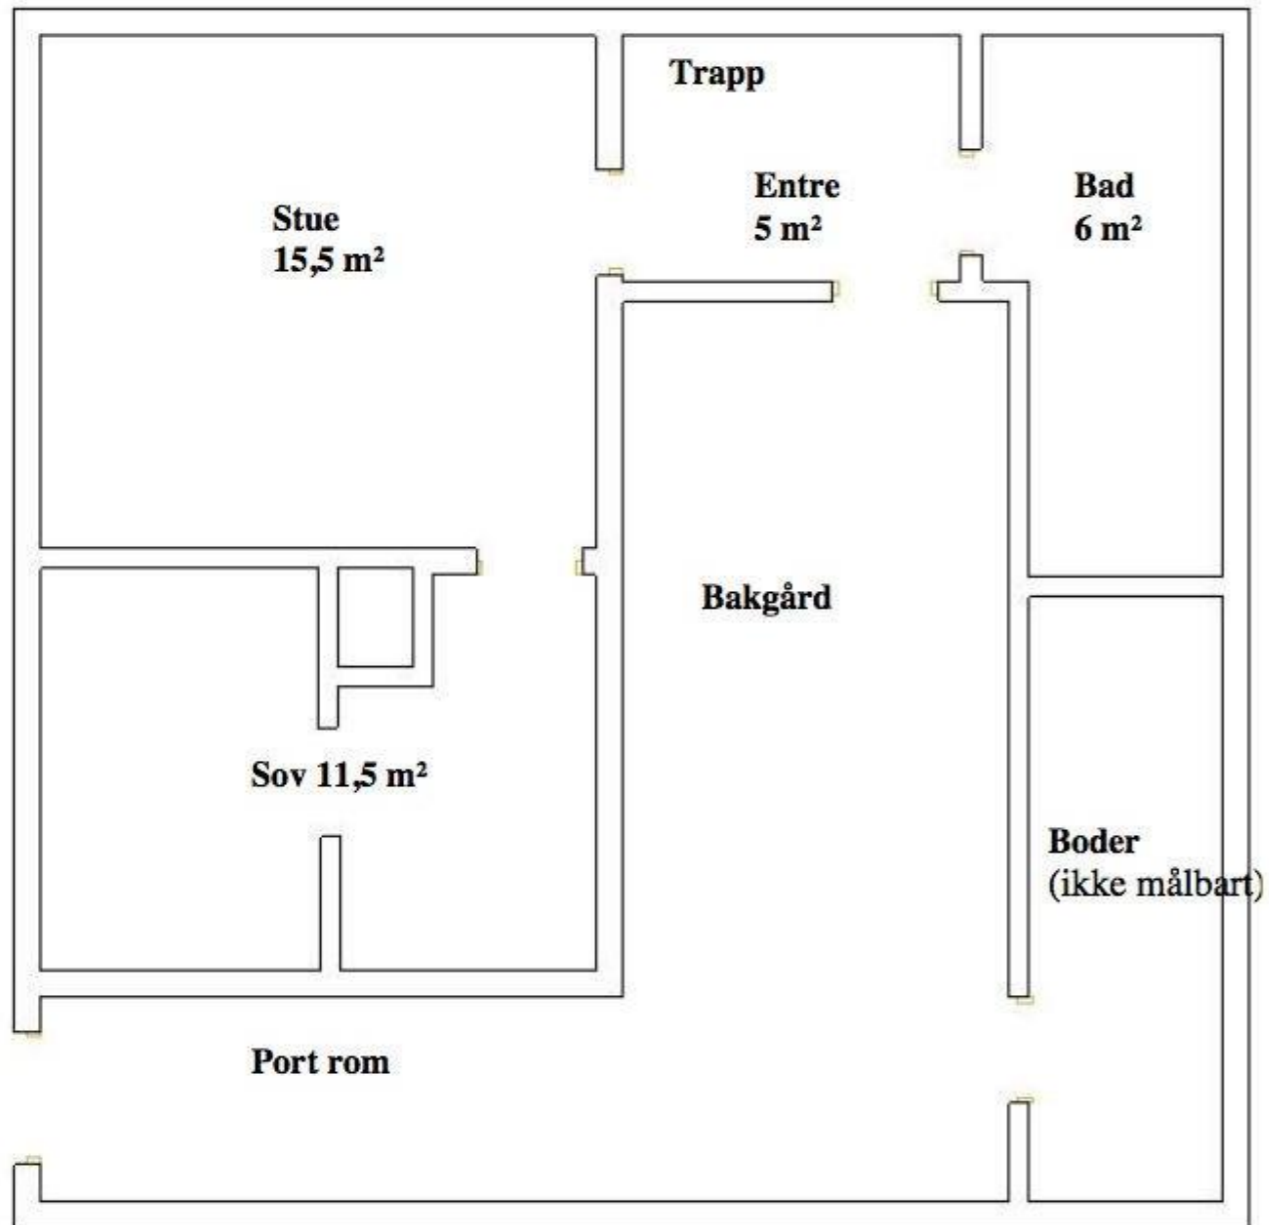 Trapp
Entre
5 m²
Bad
6 m²
Stue
15,5 m²
Bakgård
Sov 11,5 m²
Boder
(ikke målbart)
Port rom